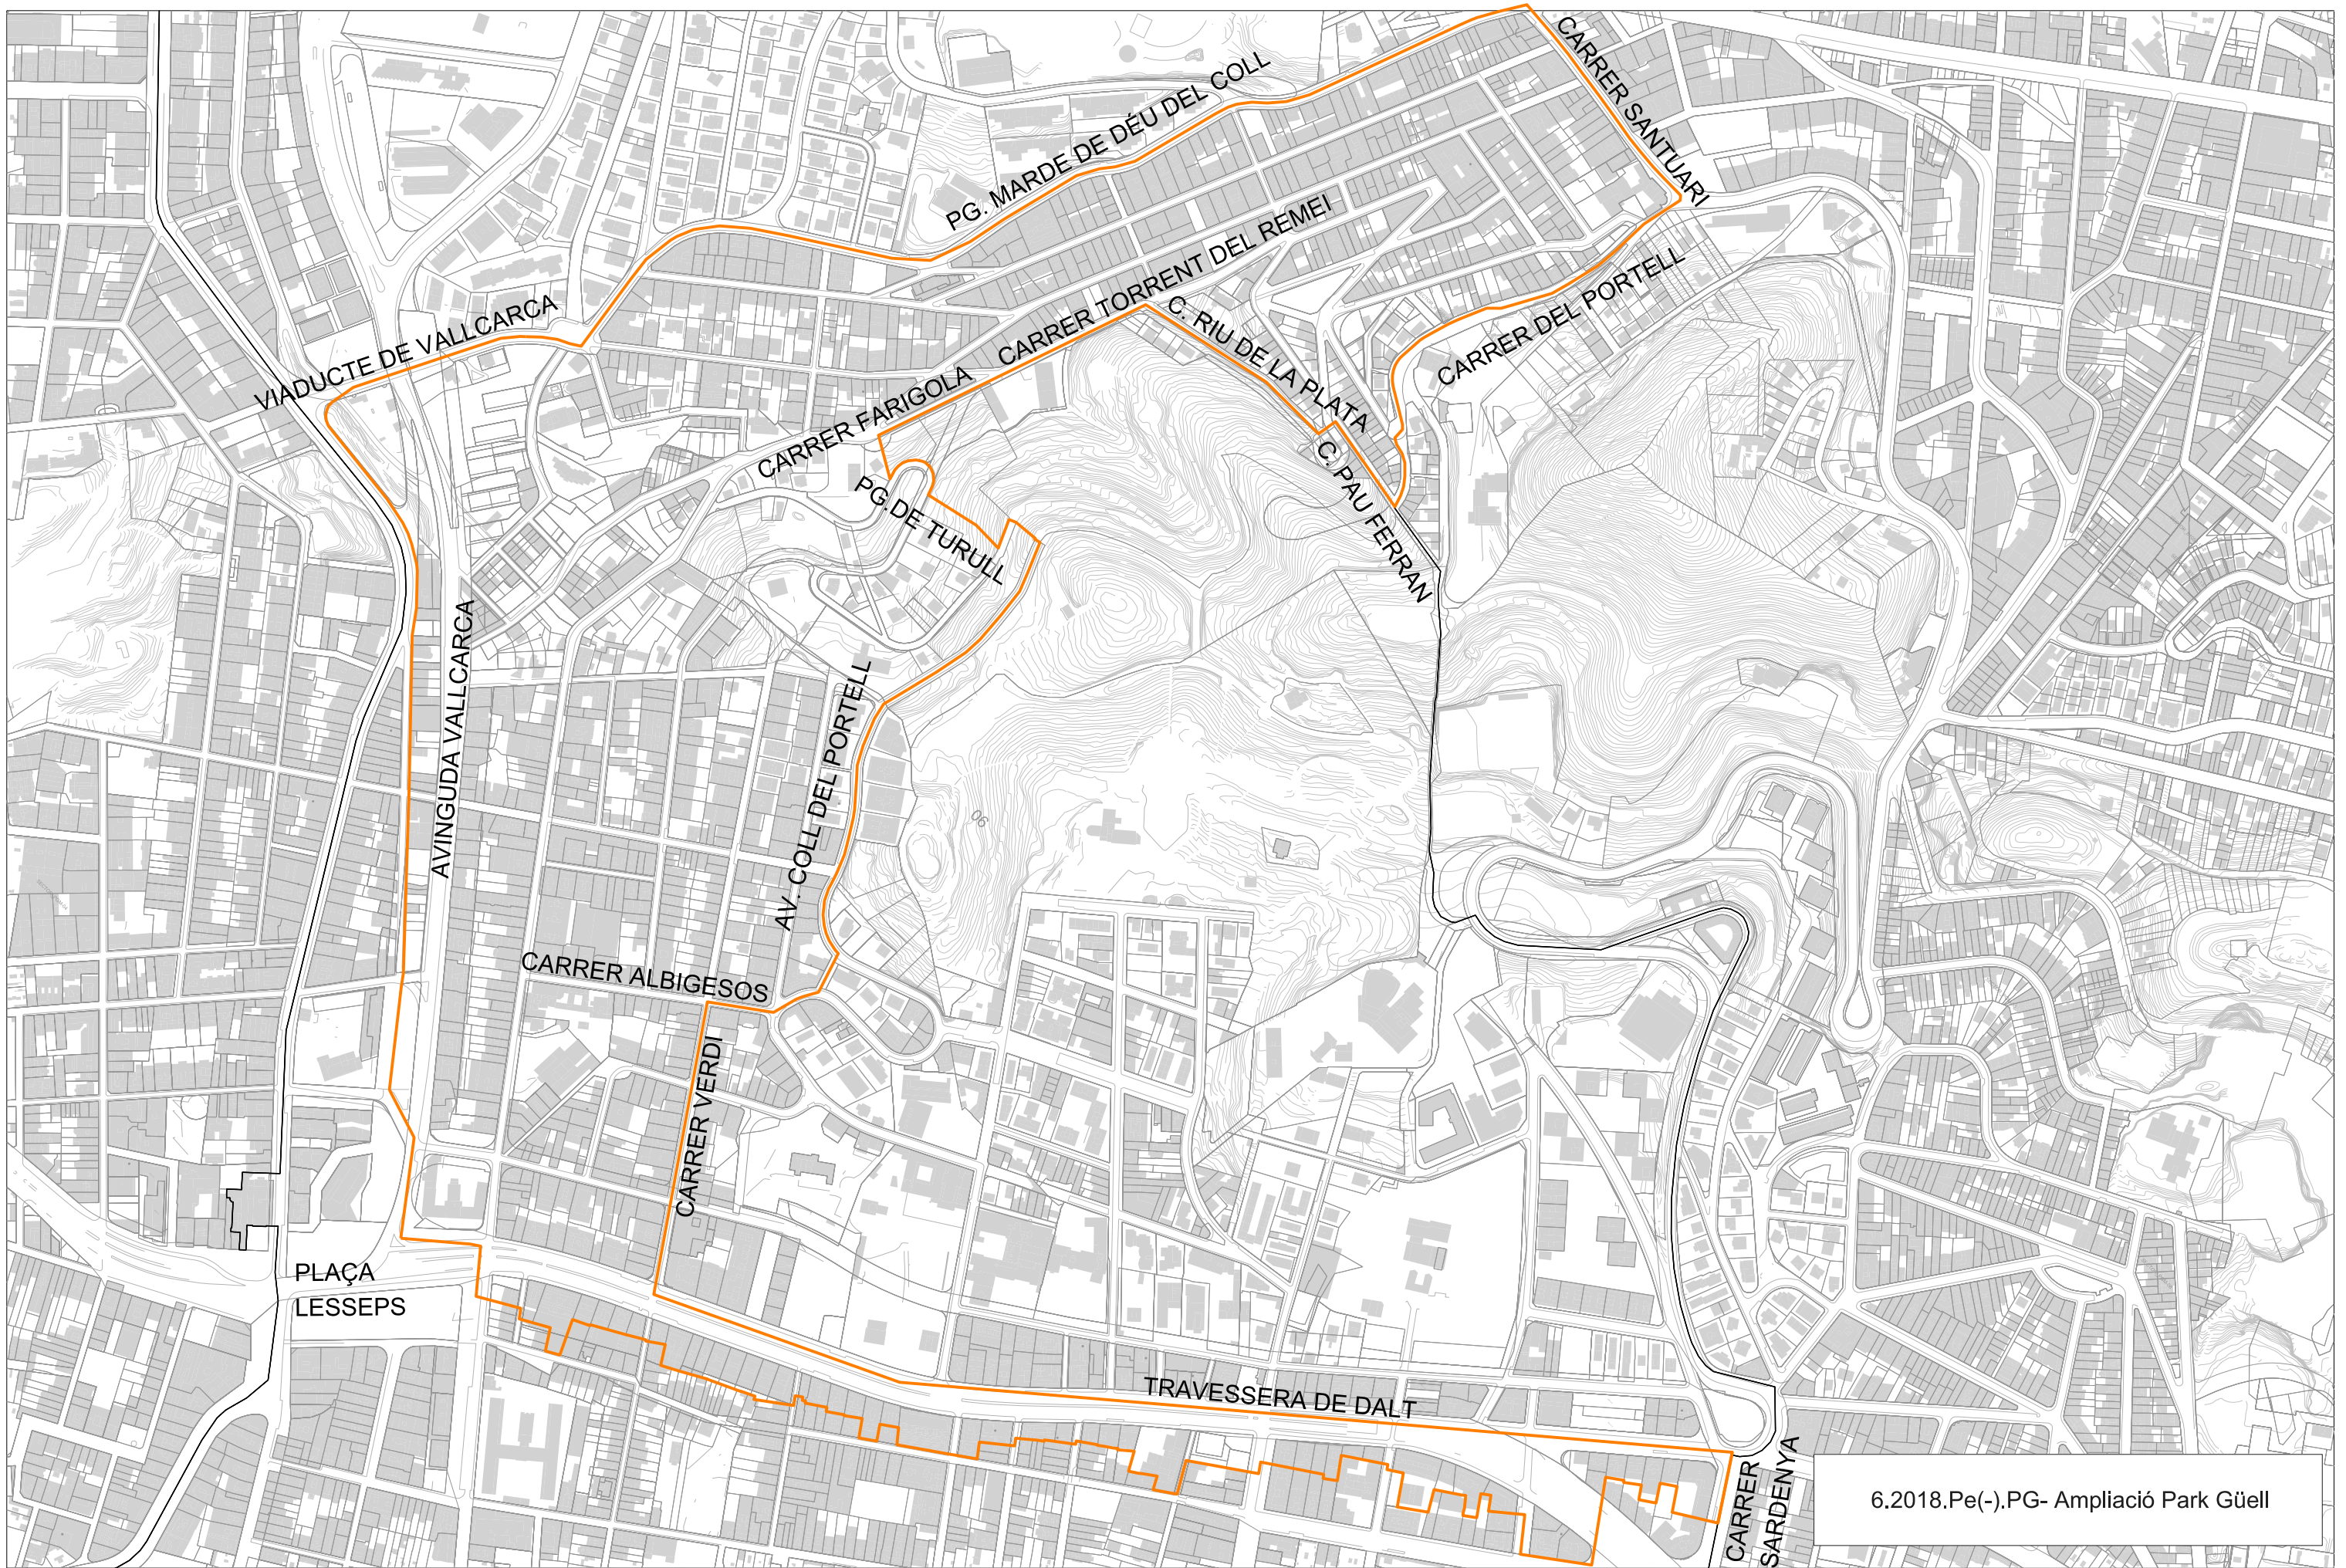 CARRER SANTUARI
PG. MARDE DE DÉU DEL COLL
CARRER TORRENT DEL REMEI
CARRER DEL PORTELL
C. RIU DE LA PLATA
VIADUCTE DE VALLCARCA
CARRER FARIGOLA
C. PAU FERRAN
PG.DE TURULL
AVINGUDA VALLCARCA
AV. COLL DEL PORTELL
90
CARRER ALBIGESOS
CARRER VERDI
PLAÇA
LESSEPS
TRAVESSERA DE DALT
CARRER
SARDENYA
6.2018.Pe(-).PG- Ampliació Park Güell